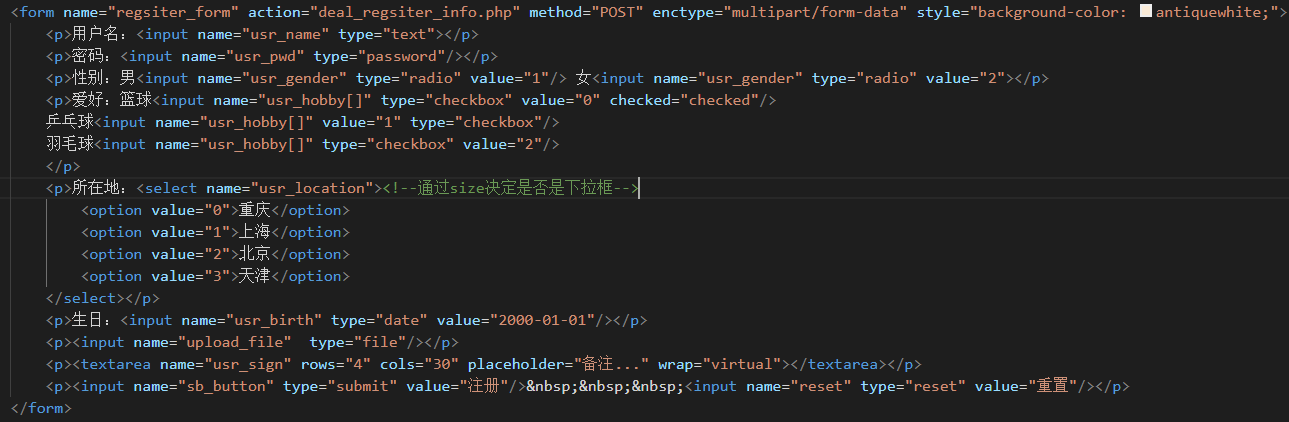 <form name="regsiter_form" action="deal_regsiter_info.php" method="POST" enctype="multipart/form-data" style="background-color: antiquewhite;">
<p>用户名：<input name="usr_name" type="text"></p>
<p>密码：<input name="usr_pwd" type="password"/></p>
<p>性别：男<input name="usr_gender" type="radio" value="1"/> 女<input name="usr_gender" type="radio" value="2"></p>
<p>爱好：篮球<input name="usr_hobby[]" type="checkbox" value="0" checked="checked"/>
乒乓球<input name="usr_hobby[]" value="1" type="checkbox"/>
羽毛球<input name="usr_hobby[]" type="checkbox" value="2"/>
</p>
<p>所在地：<select name="usr_location"><!--通过size决定是否是下拉框-->
<option value="0">重庆</option>
<option value="1">上海</option>
<option value="2">北京</option>
<option value="3">天津</option>
</select></p>
<p>生日：<input name="usr_birth" type="date" value="2000-01-01"/></p>
<p><input name="upload_file"  type="file"/></p>
<p><textarea name="usr_sign" rows="4" cols="30" placeholder="备注..." wrap="virtual"></textarea></p>
<p><input name="sb_button" type="submit" value="注册"/>&nbsp;&nbsp;&nbsp;<input name="reset" type="reset" value="重置"/></p>
</form>